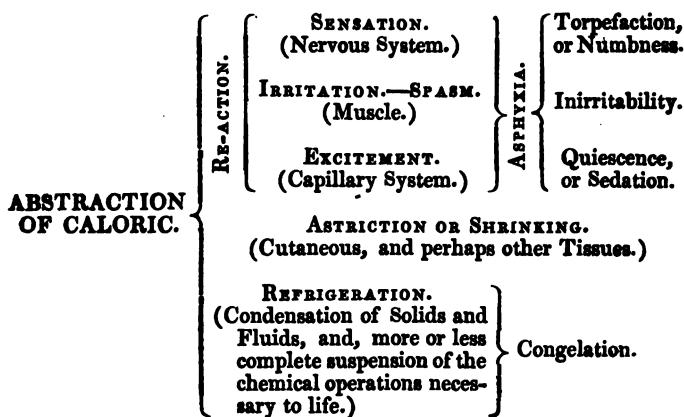 ABSTRACTION
OF CALORIC.
RE-ACTION.
SENSATION.
(Nervous System.)
IRRITATION.—SPASM.
(Muscle.)
EXCITEMENT.
(Capillary System.)
ASPHYXIA.
Torpefaction,
or Numbness.
Inirritability.
Quiescence,
or Sedation.
ASTRICTION OR SHRINKING.
(Cutaneous, and perhaps other Tissues.)
REFRIGERATION.
(Condensation of Solids and
Fluids, and, more or less
complete suspension of the
chemical operations neces-
sary to life.)
Congelation.